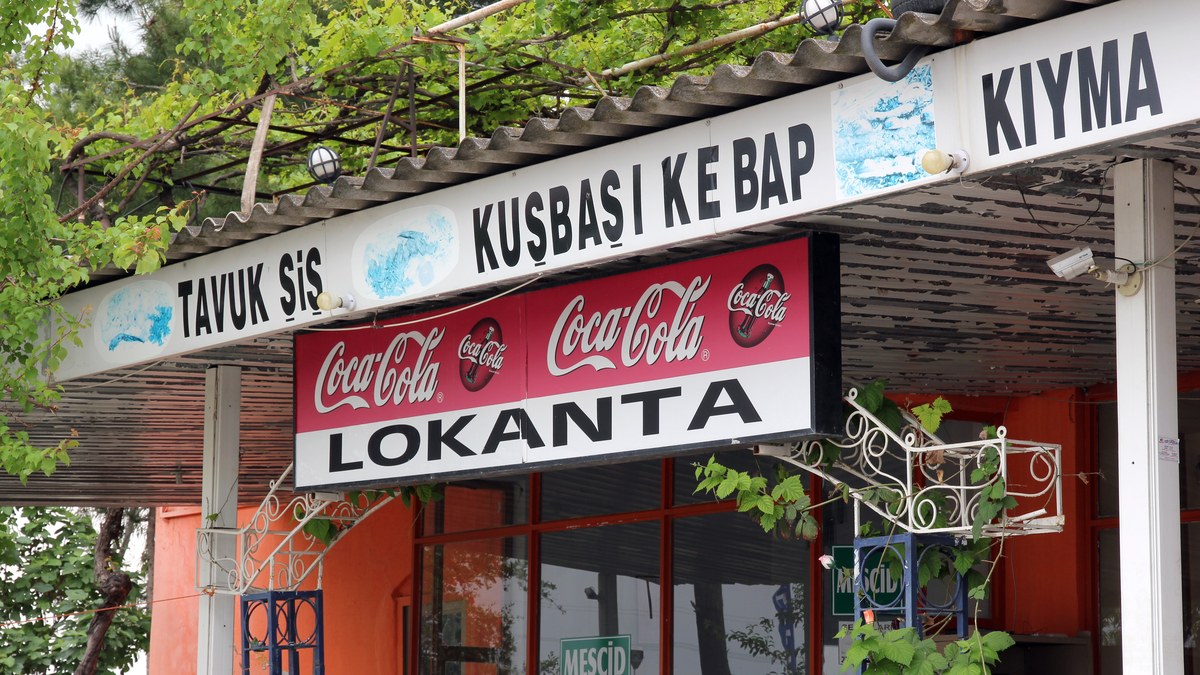 TAVUK ŞİŞ
KUŞBAŞI KEBAP
KIYMA
Coca-Cola
Coca-Cola
Coca-Cola
Coca-Cola
LOKANTA
MESCİD
MESCİD